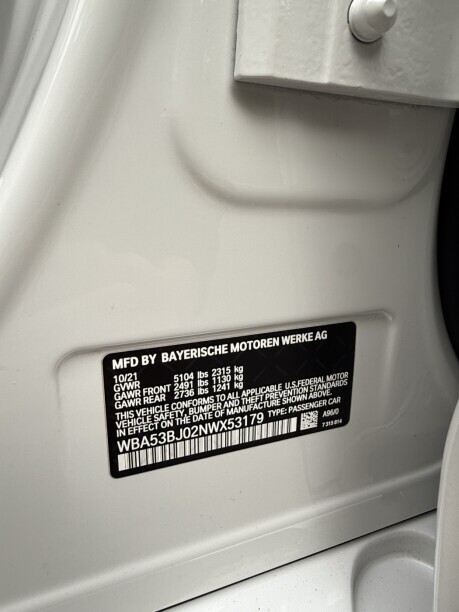 MFD BY BAYERISCHE MOTOREN WERKE AG
10/21
GVWR 5104 lbs 2315 kg
GAWR FRONT 2491 lbs 1130 kg
GAWR REAR 2736 lbs 1241 kg
THIS VEHICLE CONFORMS TO ALL APPLICABLE U.S. FEDERAL MOTOR
VEHICLE SAFETY, BUMPER AND THEFT PREVENTION STANDARDS
IN EFFECT ON THE DATE OF MANUFACTURE SHOWN ABOVE.
WBA53BJ02NWX53179 TYPE: PASSENGER CAR
A96/0
7 315 814